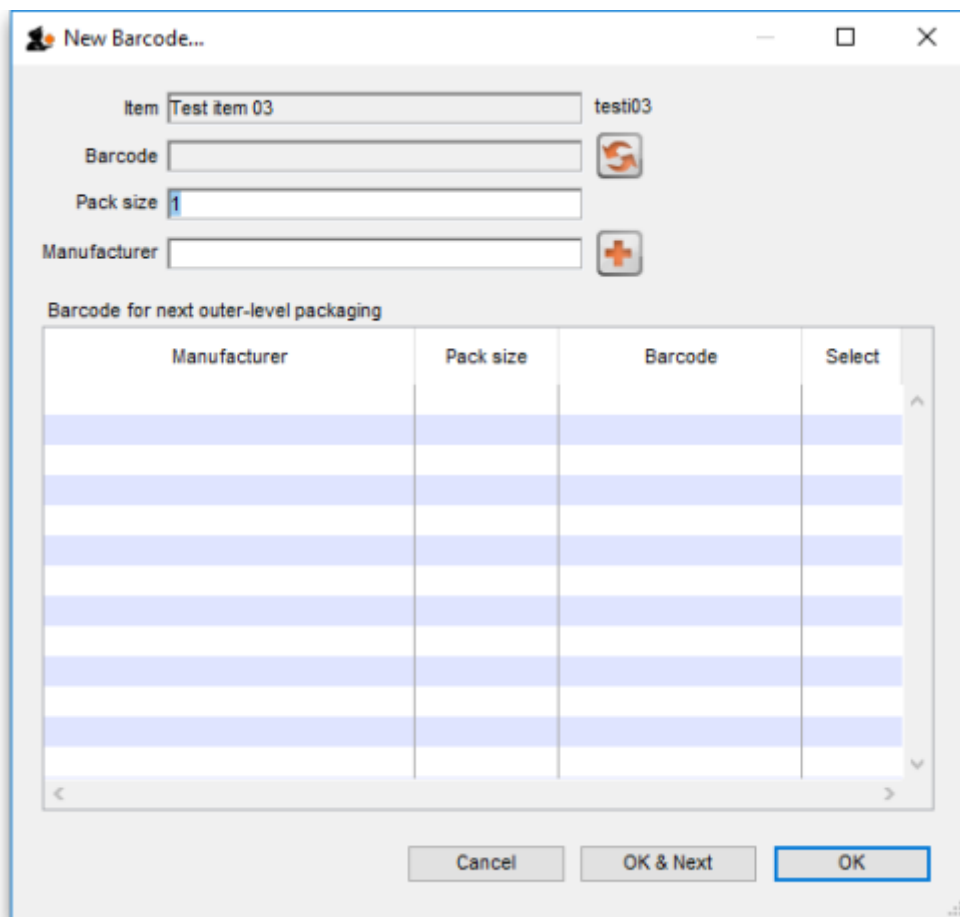 New Barcode...
Item Test item 03 testi03
Barcode
Pack size 1
Manufacturer
Barcode for next outer-level packaging
Manufacturer Pack size Barcode Select
Cancel OK & Next OK